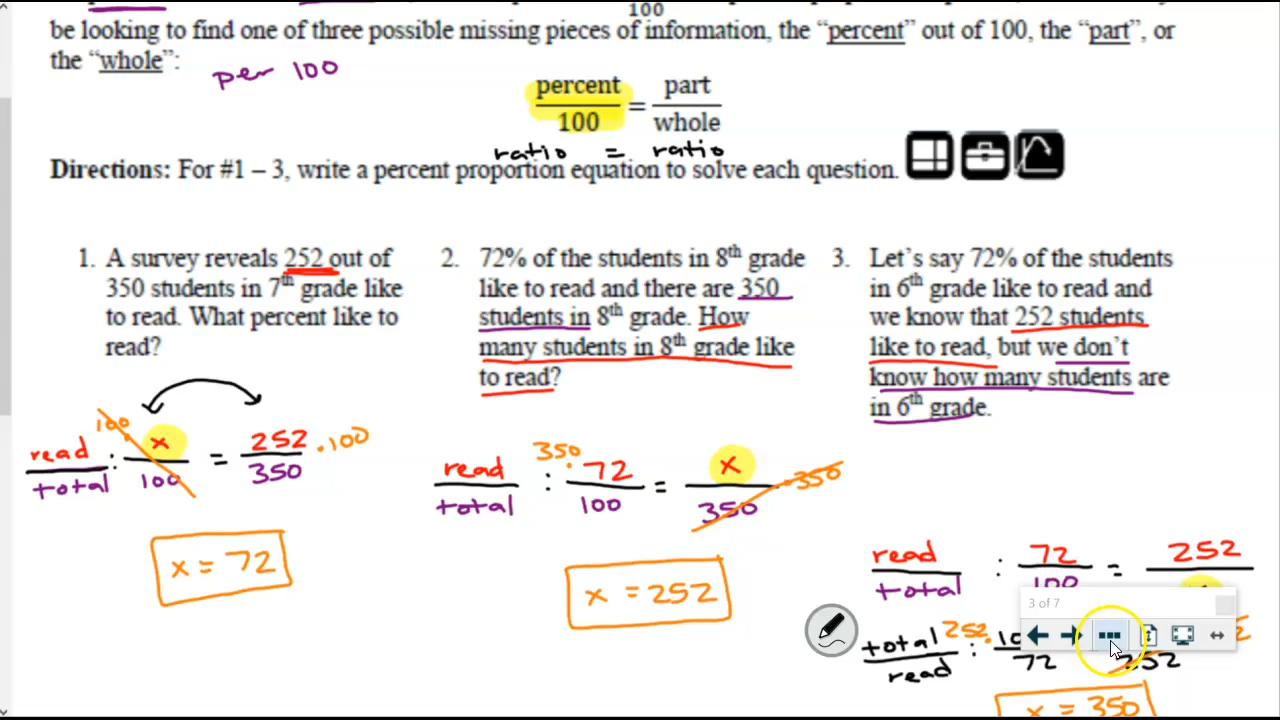 100
be looking to find one of three possible missing pieces of information, the “percent” out of 100, the “part”, or
the “whole”:
per 100
percent = part
100 whole
ratio = ratio
Directions: For #1 – 3, write a percent proportion equation to solve each question.
1. A survey reveals 252 out of
350 students in 7th grade like
to read. What percent like to
read?
100.
read : x = 252 .100
total 100 350
x = 72
2. 72% of the students in 8th grade
like to read and there are 350
students in 8th grade. How
many students in 8th grade like
to read?
350.
read : 72 = x .350
total 100 350
x = 252
3. Let’s say 72% of the students
in 6th grade like to read and
we know that 252 students
like to read, but we don’t
know how many students are
in 6th grade.
read : 72 = 252
total 100
3 of 7
total 252. :
read 72 252
x = 350